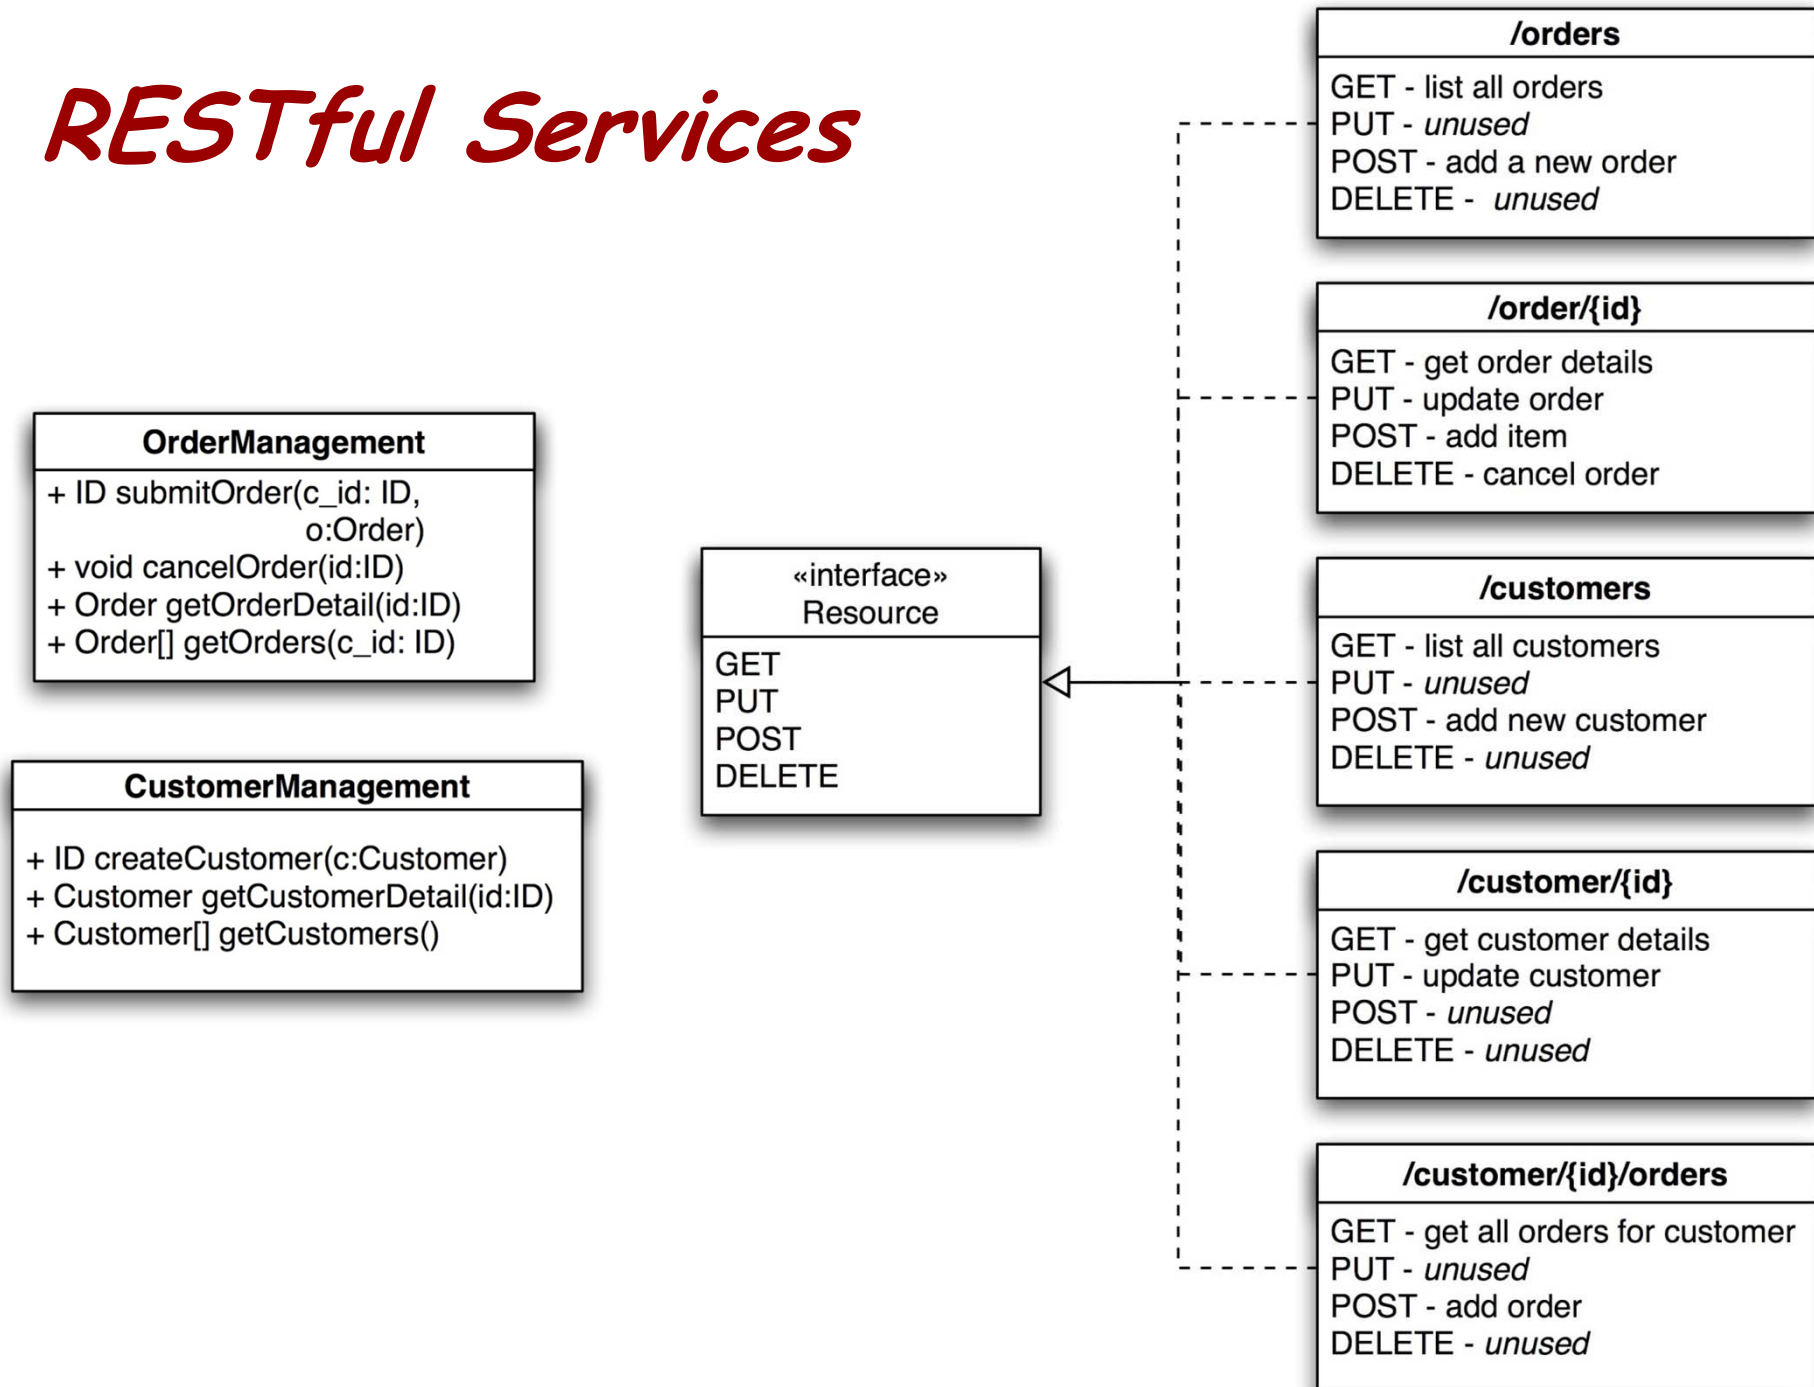 RESTful Services
OrderManagement
+ ID submitOrder(c_id: ID,
o:Order)
+ void cancelOrder(id:ID)
+ Order getOrderDetail(id:ID)
+ Order[] getOrders(c_id: ID)
CustomerManagement
+ ID createCustomer(c:Customer)
+ Customer getCustomerDetail(id:ID)
+ Customer[] getCustomers()
«interface»
Resource
GET
PUT
POST
DELETE
/orders
GET - list all orders
PUT - unused
POST - add a new order
DELETE -  unused
/order/{id}
GET - get order details
PUT - update order
POST - add item
DELETE - cancel order
/customers
GET - list all customers
PUT - unused
POST - add new customer
DELETE - unused
/customer/{id}
GET - get customer details
PUT - update customer
POST - unused
DELETE - unused
/customer/{id}/orders
GET - get all orders for customer
PUT - unused
POST - add order
DELETE - unused